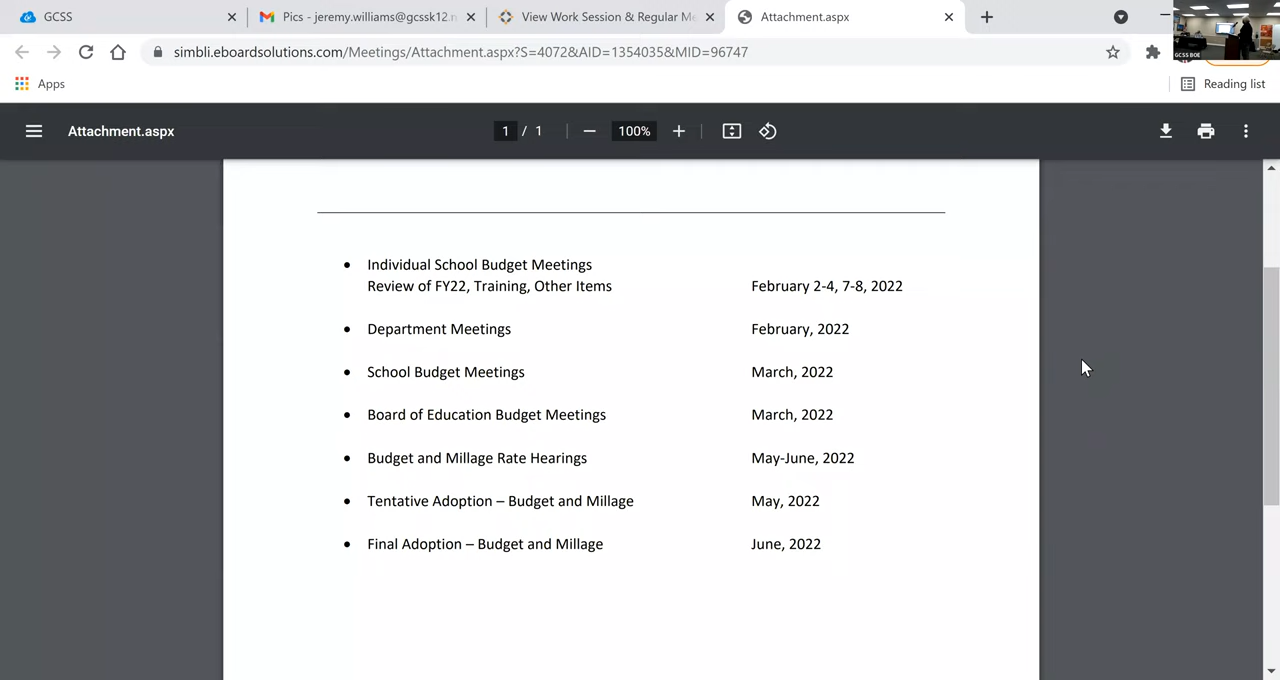 GCSS
Pics - jeremy.williams@gcssk12.n
View Work Session & Regular Me
Attachment.aspx
simbli.eboardsolutions.com/Meetings/Attachment.aspx?S=4072&AID=1354035&MID=96747
GCSS BOE
Apps
Reading list
Attachment.aspx
1 / 1
100%
• Individual School Budget Meetings
Review of FY22, Training, Other Items February 2-4, 7-8, 2022
• Department Meetings February, 2022
• School Budget Meetings March, 2022
• Board of Education Budget Meetings March, 2022
• Budget and Millage Rate Hearings May-June, 2022
• Tentative Adoption – Budget and Millage May, 2022
• Final Adoption – Budget and Millage June, 2022